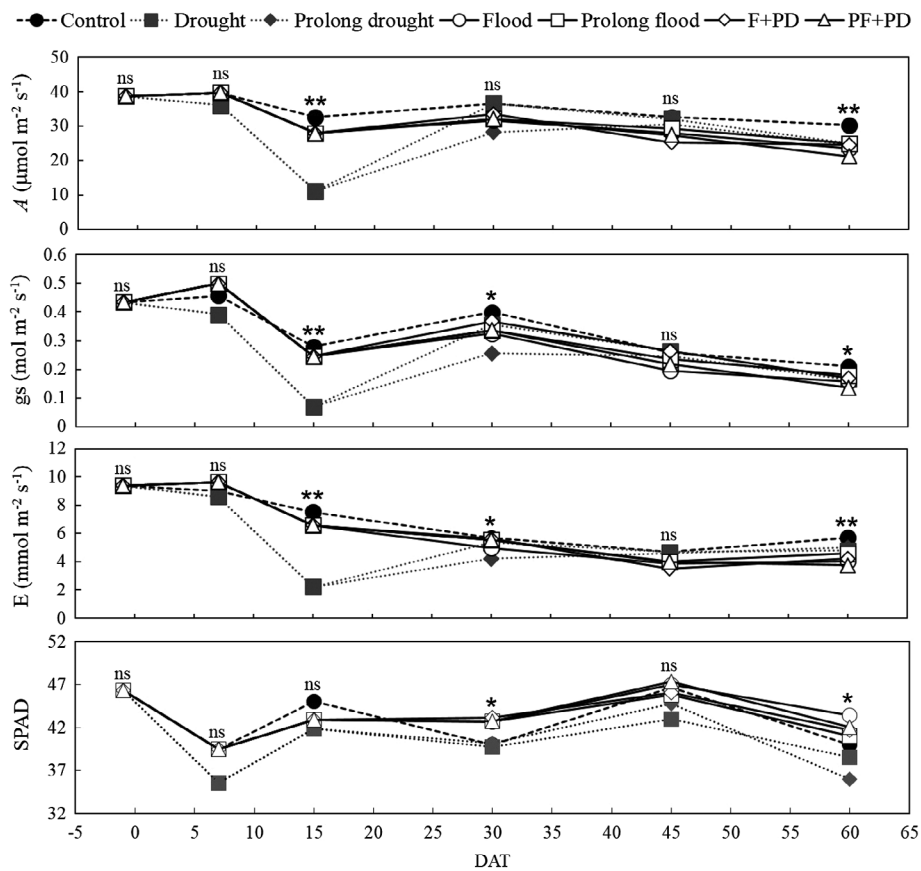 Control Drought Prolong drought Flood Prolong flood F+PD PF+PD
50
40
30
20
10
0
A (μmol m⁻² s⁻¹)
ns ns ** ns ns **
0.6
0.5
0.4
0.3
0.2
0.1
0
gs (mol m⁻² s⁻¹)
ns ns ** * ns *
12
10
8
6
4
2
0
E (mmol m⁻² s⁻¹)
ns ns ** * ns **
52
47
42
37
32
SPAD
ns ns ns * ns *
-5 0 5 10 15 20 25 30 35 40 45 50 55 60 65
DAT